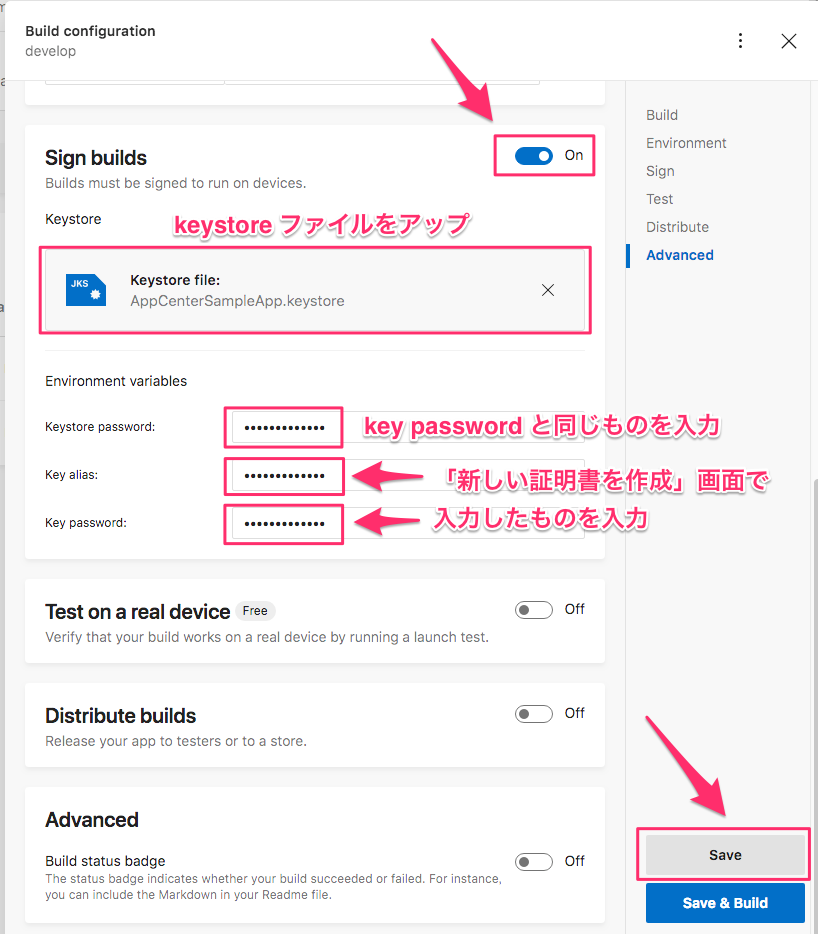 Build configuration
develop
Sign builds
On
Builds must be signed to run on devices.
Keystore
keystore ファイルをアップ
JKS
Keystore file:
AppCenterSampleApp.keystore
Environment variables
Keystore password:
•••••••••••••
key password と同じものを入力
Key alias:
•••••••••••••
「新しい証明書を作成」画面で
Key password:
•••••••••••••
入力したものを入力
Test on a real device Free
Off
Verify that your build works on a real device by running a launch test.
Distribute builds
Off
Release your app to testers or to a store.
Advanced
Build status badge
Off
The status badge indicates whether your build succeeded or failed. For instance,
you can include the Markdown in your Readme file.
Build
Environment
Sign
Test
Distribute
Advanced
Save
Save & Build